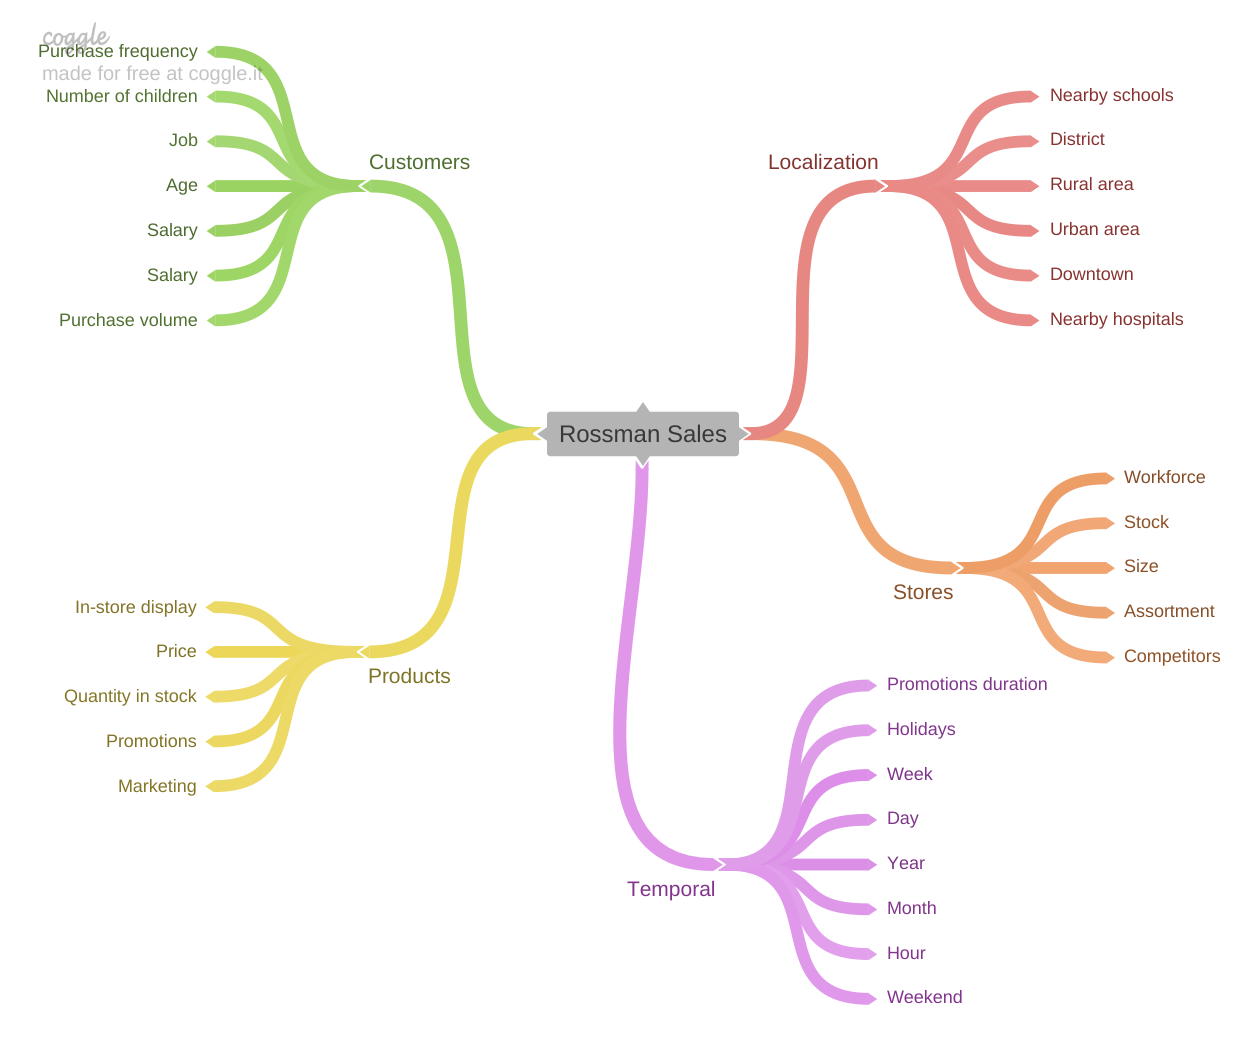 coggle
made for free at coggle.it
Purchase frequency
Number of children
Job
Age
Salary
Salary
Purchase volume
Customers
Localization
Nearby schools
District
Rural area
Urban area
Downtown
Nearby hospitals
Rossman Sales
Stores
Workforce
Stock
Size
Assortment
Competitors
Products
In-store display
Price
Quantity in stock
Promotions
Marketing
Temporal
Promotions duration
Holidays
Week
Day
Year
Month
Hour
Weekend